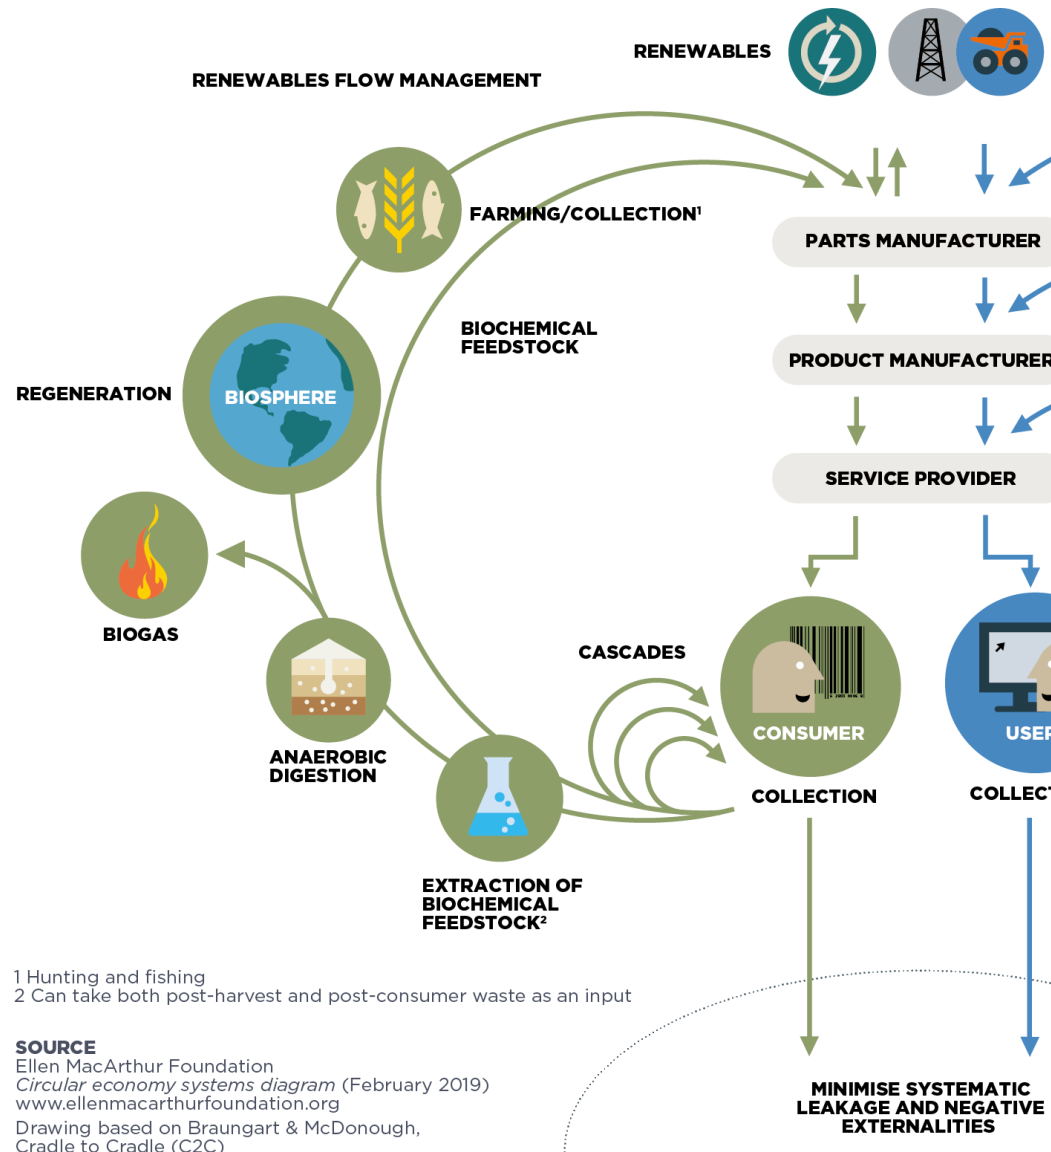 RENEWABLES
RENEWABLES FLOW MANAGEMENT
FARMING/COLLECTION¹
PARTS MANUFACTURER
BIOCHEMICAL
FEEDSTOCK
PRODUCT MANUFACTURER
REGENERATION
BIOSPHERE
SERVICE PROVIDER
BIOGAS
CASCADES
CONSUMER
USER
ANAEROBIC
DIGESTION
COLLECTION
COLLECT
EXTRACTION OF
BIOCHEMICAL
FEEDSTOCK²
1 Hunting and fishing
2 Can take both post-harvest and post-consumer waste as an input
SOURCE
Ellen MacArthur Foundation
Circular economy systems diagram (February 2019)
www.ellenmacarthurfoundation.org
Drawing based on Braungart & McDonough,
Cradle to Cradle (C2C)
MINIMISE SYSTEMATIC
LEAKAGE AND NEGATIVE
EXTERNALITIES